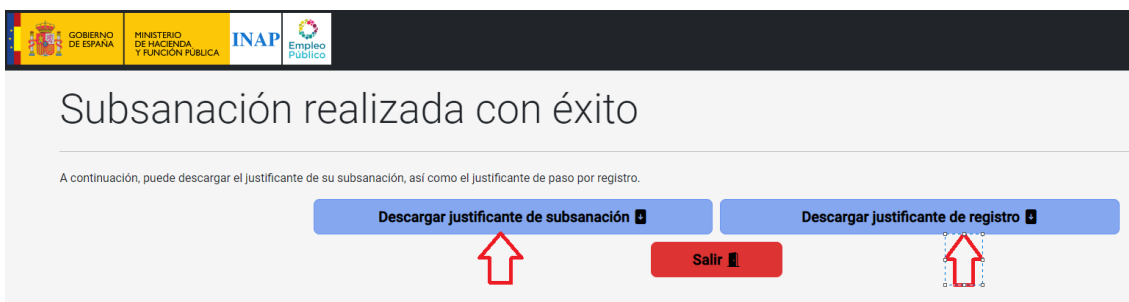 GOBIERNO
DE ESPAÑA
MINISTERIO
DE HACIENDA
Y FUNCIÓN PÚBLICA
INAP
Empleo
Público
Subsanación realizada con éxito
A continuación, puede descargar el justificante de su subsanación, así como el justificante de paso por registro.
Descargar justificante de subsanación
Descargar justificante de registro
Salir